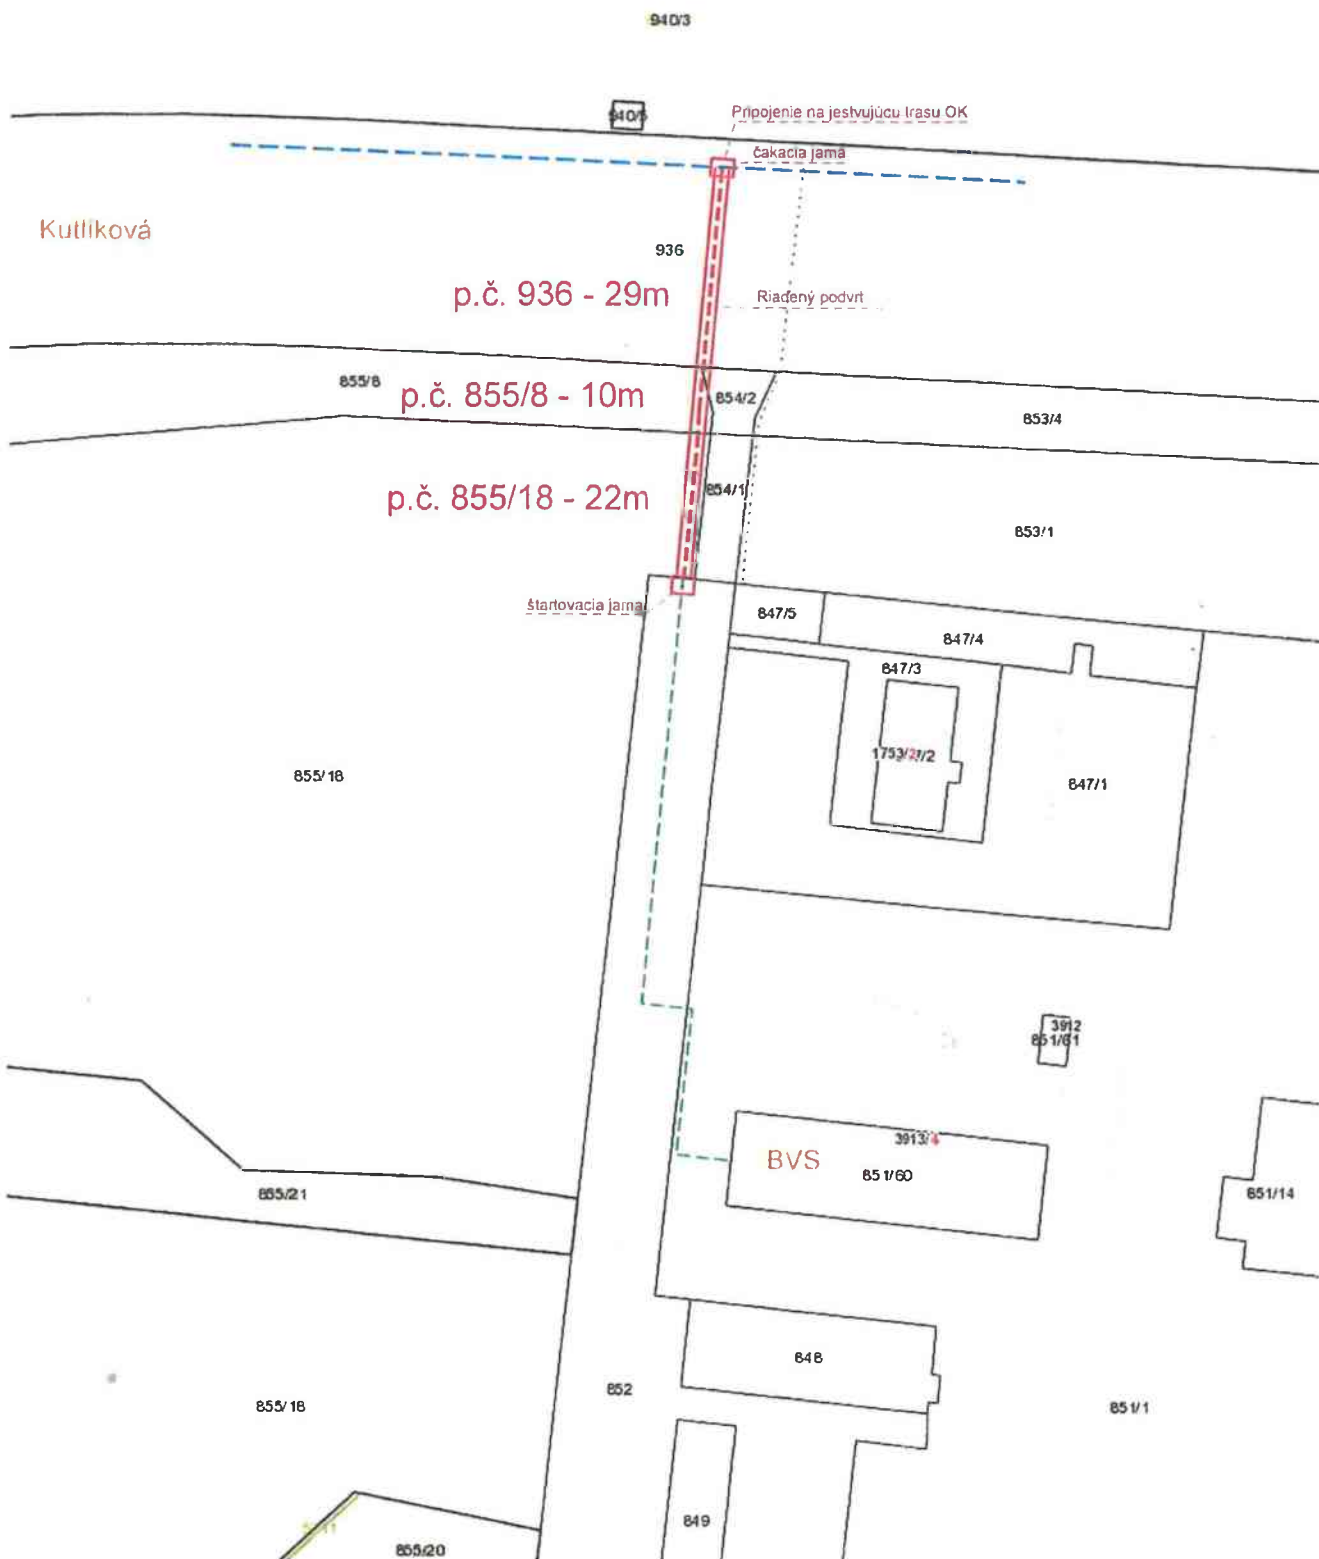 940/3
940/5
Pripojenie na jestvujúcu trasu OK
čakacia jama
Kutlíková
936
p.č. 936 - 29m
Riadený podvrt
855/8
p.č. 855/8 - 10m
854/2
853/4
p.č. 855/18 - 22m
854/1
853/1
štartovacia jama
847/5
847/4
847/3
855/18
847/1
3912
851/61
3913/4
BVS
851/60
855/21
851/14
848
852
855/18
851/1
849
855/20